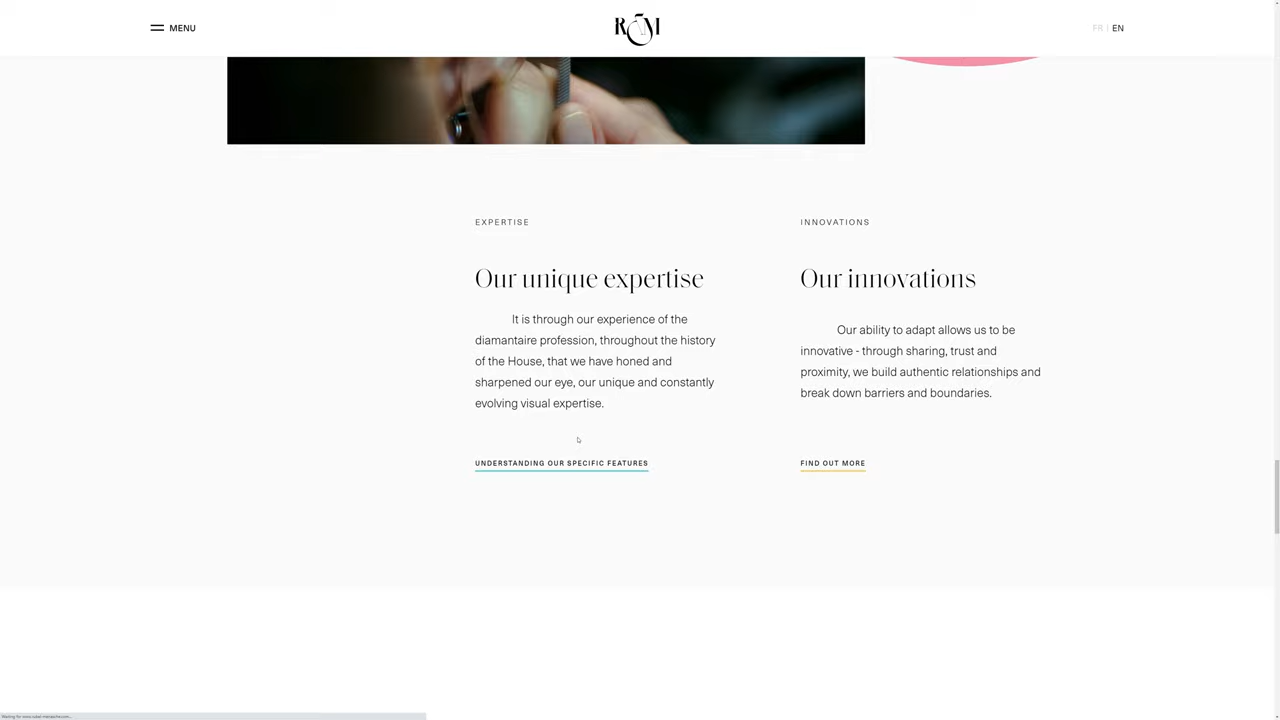 MENU
RM
FR | EN
EXPERTISE
Our unique expertise
It is through our experience of the
diamantaire profession, throughout the history
of the House, that we have honed and
sharpened our eye, our unique and constantly
evolving visual expertise.
UNDERSTANDING OUR SPECIFIC FEATURES
INNOVATIONS
Our innovations
Our ability to adapt allows us to be
innovative - through sharing, trust and
proximity, we build authentic relationships and
break down barriers and boundaries.
FIND OUT MORE